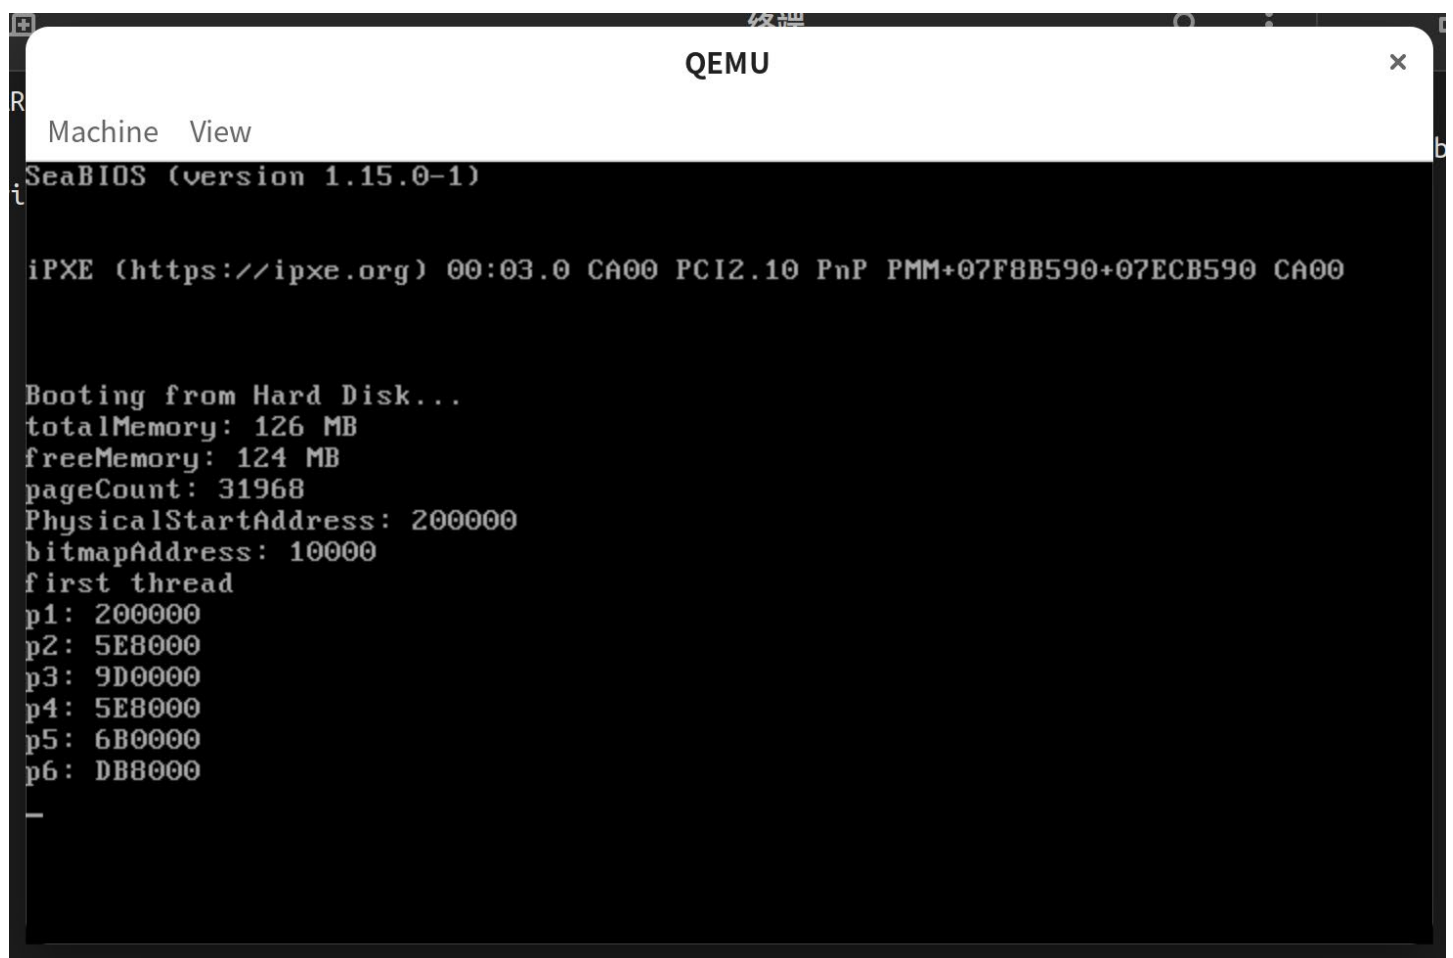 终端
QEMU
Machine View
SeaBIOS (version 1.15.0-1)
iPXE (https://ipxe.org) 00:03.0 CA00 PCI2.10 PnP PMM+07F8B590+07ECB590 CA00
Booting from Hard Disk...
totalMemory: 126 MB
freeMemory: 124 MB
pageCount: 31968
PhysicalStartAddress: 200000
bitmapAddress: 10000
first thread
p1: 200000
p2: 5E8000
p3: 9D0000
p4: 5E8000
p5: 6B0000
p6: DB8000